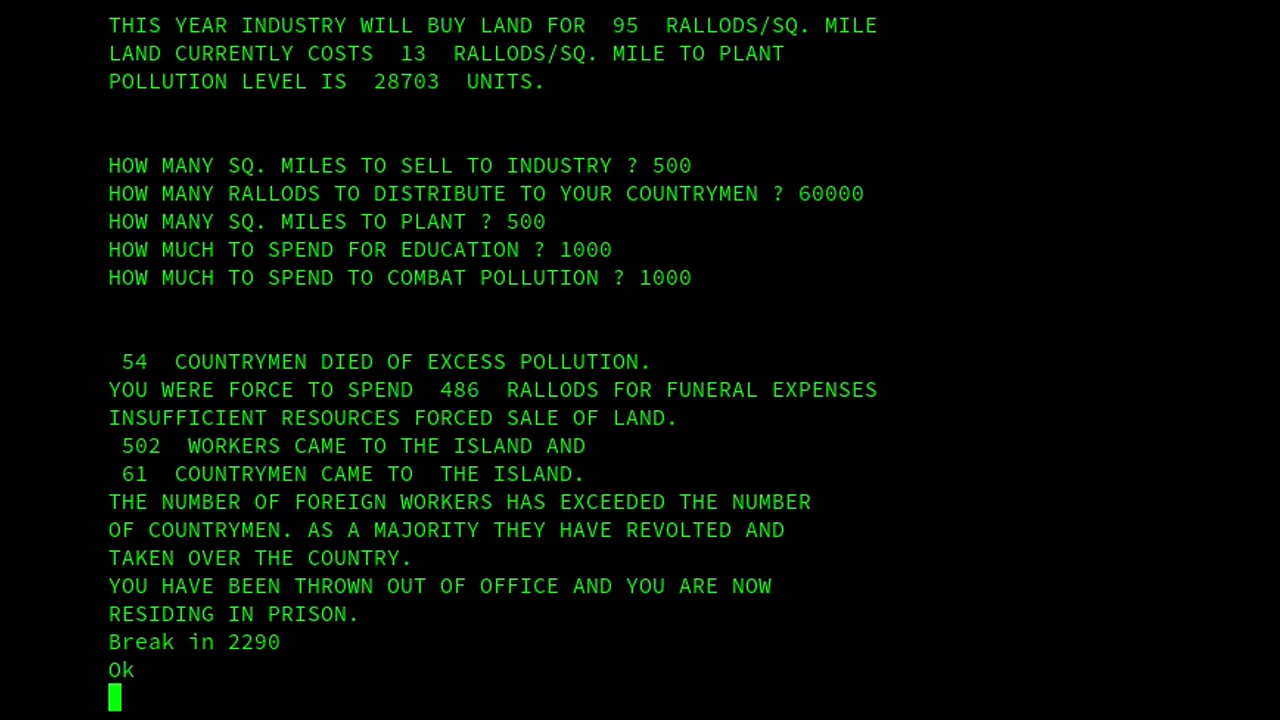 THIS YEAR INDUSTRY WILL BUY LAND FOR  95  RALLODS/SQ. MILE
LAND CURRENTLY COSTS  13  RALLODS/SQ. MILE TO PLANT
POLLUTION LEVEL IS  28703  UNITS.
HOW MANY SQ. MILES TO SELL TO INDUSTRY ? 500
HOW MANY RALLODS TO DISTRIBUTE TO YOUR COUNTRYMEN ? 60000
HOW MANY SQ. MILES TO PLANT ? 500
HOW MUCH TO SPEND FOR EDUCATION ? 1000
HOW MUCH TO SPEND TO COMBAT POLLUTION ? 1000
54  COUNTRYMEN DIED OF EXCESS POLLUTION.
YOU WERE FORCE TO SPEND  486  RALLODS FOR FUNERAL EXPENSES
INSUFFICIENT RESOURCES FORCED SALE OF LAND.
502  WORKERS CAME TO THE ISLAND AND
61  COUNTRYMEN CAME TO  THE ISLAND.
THE NUMBER OF FOREIGN WORKERS HAS EXCEEDED THE NUMBER
OF COUNTRYMEN. AS A MAJORITY THEY HAVE REVOLTED AND
TAKEN OVER THE COUNTRY.
YOU HAVE BEEN THROWN OUT OF OFFICE AND YOU ARE NOW
RESIDING IN PRISON.
Break in 2290
Ok